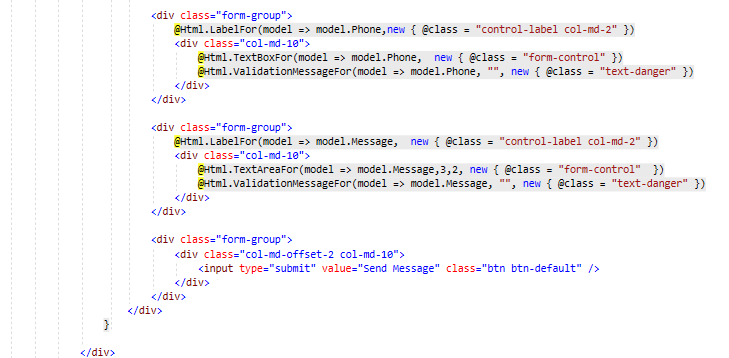 <div class="form-group">
@Html.LabelFor(model => model.Phone,new { @class = "control-label col-md-2" })
<div class="col-md-10">
@Html.TextBoxFor(model => model.Phone,  new { @class = "form-control" })
@Html.ValidationMessageFor(model => model.Phone, "", new { @class = "text-danger" })
</div>
</div>
<div class="form-group">
@Html.LabelFor(model => model.Message,  new { @class = "control-label col-md-2" })
<div class="col-md-10">
@Html.TextAreaFor(model => model.Message,3,2, new { @class = "form-control"  })
@Html.ValidationMessageFor(model => model.Message, "", new { @class = "text-danger" })
</div>
</div>
<div class="form-group">
<div class="col-md-offset-2 col-md-10">
<input type="submit" value="Send Message" class="btn btn-default" />
</div>
</div>
</div>
}
</div>